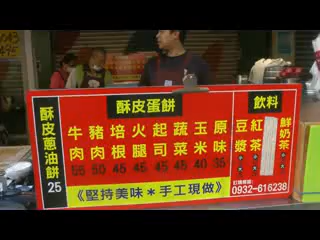 酥皮蔥油餅 25
酥皮蛋餅
牛肉 55
豬肉 50
培根 45
火腿 45
起司 45
蔬菜 45
玉米 40
原味 35
飲料
豆漿
紅茶
鮮奶茶
0932-616238
《堅持美味*手工現做》